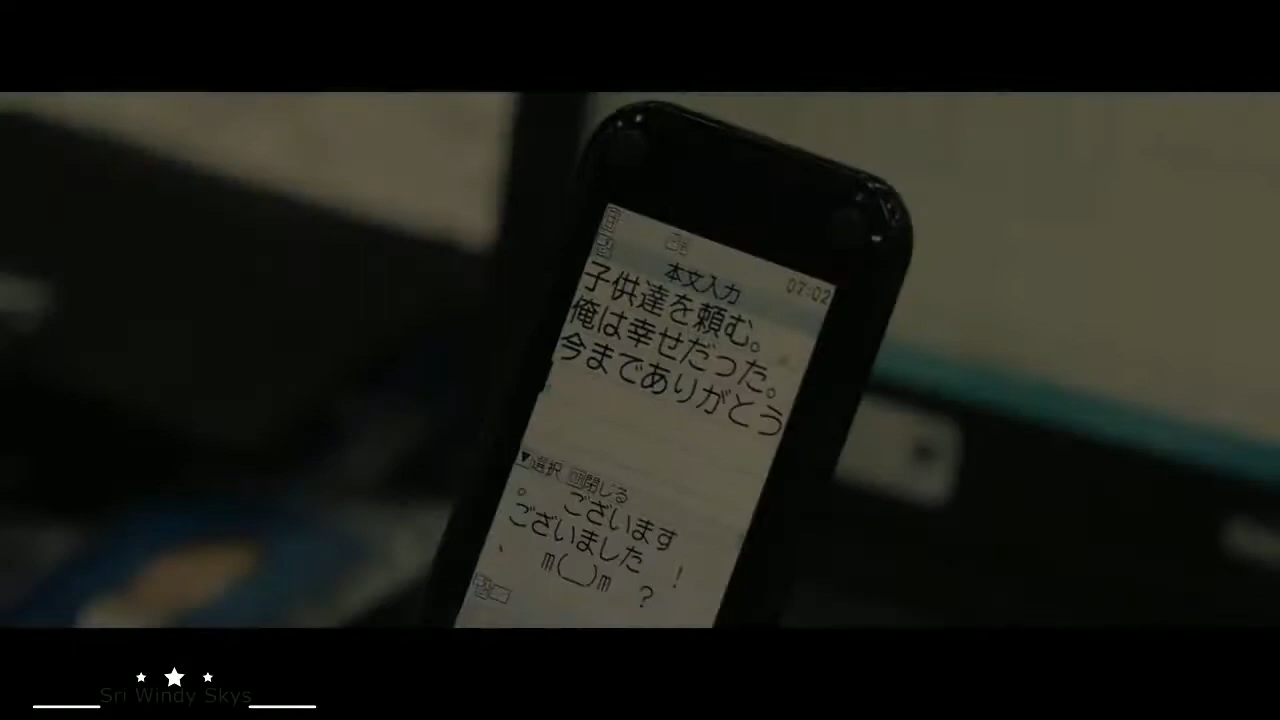 本文入力
07:02
子供達を頼む。
俺は幸せだった。
今までありがとう
▼選択 閉じる
。 ございます
ございました !
、 m(__)m ?
Sri Windy Skys